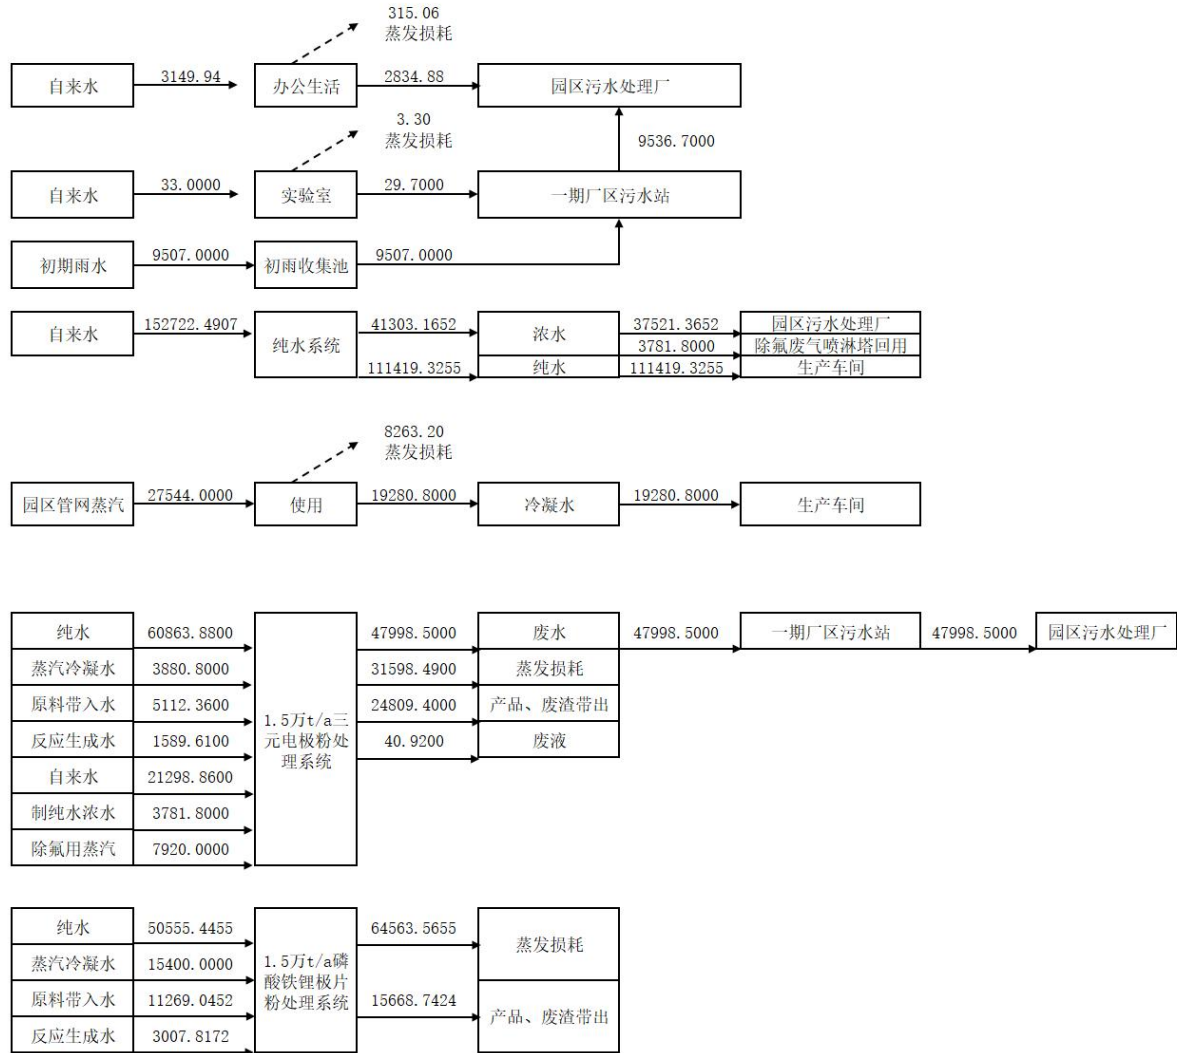 315.06
蒸发损耗
自来水 3149.94 办公生活 2834.88 园区污水处理厂
3.30
蒸发损耗
9536.7000
自来水 33.0000 实验室 29.7000 一期厂区污水站
初期雨水 9507.0000 初雨收集池 9507.0000
自来水 152722.4907 纯水系统 41303.1652 浓水 37521.3652 园区污水处理厂
3781.8000 除氟废气喷淋塔回用
111419.3255 纯水 111419.3255 生产车间
8263.20
蒸发损耗
园区管网蒸汽 27544.0000 使用 19280.8000 冷凝水 19280.8000 生产车间
纯水 60863.8800 47998.5000 废水 47998.5000 一期厂区污水站 47998.5000 园区污水处理厂
蒸汽冷凝水 3880.8000 31598.4900 蒸发损耗
原料带入水 5112.3600 24809.4000 产品、废渣带出
反应生成水 1589.6100 40.9200 废液
自来水 21298.8600
制纯水浓水 3781.8000
除氟用蒸汽 7920.0000
1.5万t/a三
元电极粉处
理系统
纯水 50555.4455 64563.5655 蒸发损耗
蒸汽冷凝水 15400.0000
原料带入水 11269.0452 15668.7424 产品、废渣带出
反应生成水 3007.8172
1.5万t/a磷
酸铁锂极片
粉处理系统